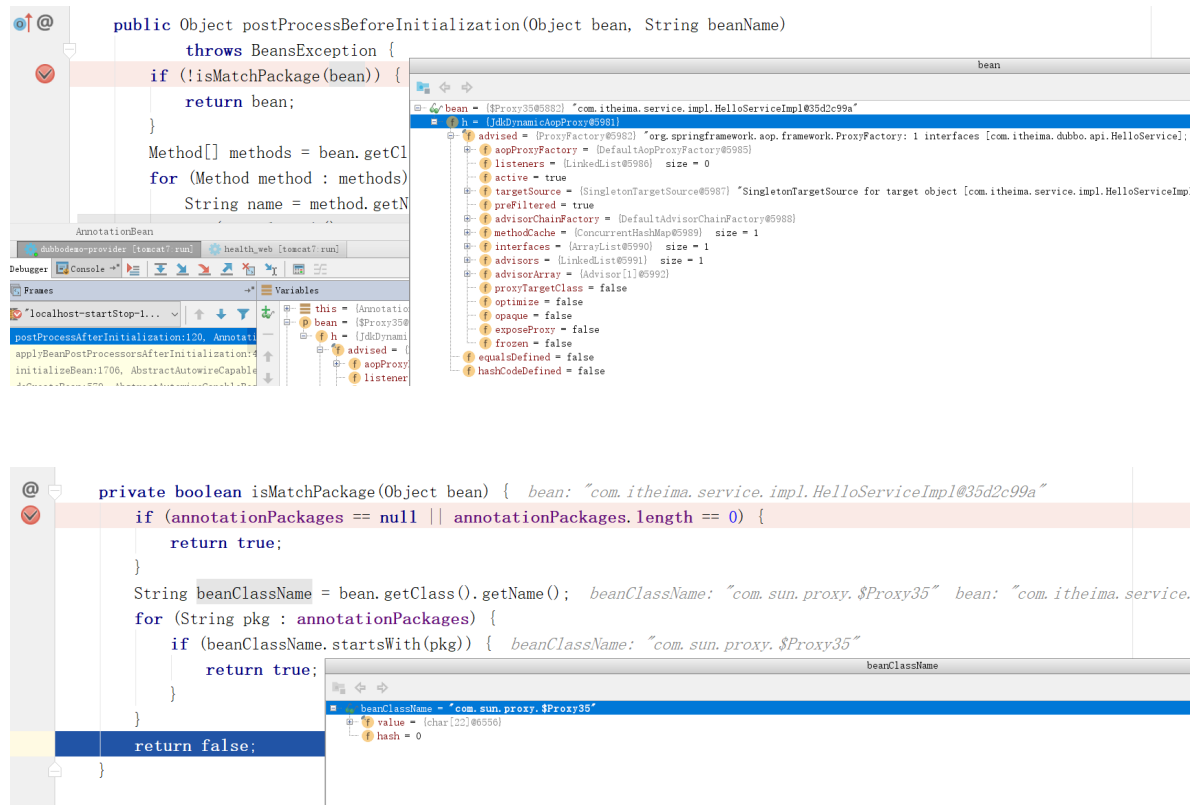 public Object postProcessBeforeInitialization(Object bean, String beanName)
throws BeansException {
if (!isMatchPackage(bean)) {
return bean;
}
Method[] methods = bean.getCl
for (Method method : methods)
String name = method.getN
AnnotationBean
dubbodemo-provider [tomcat7:run]
health_web [tomcat7:run]
Debugger
Console
Frames
Variables
"localhost-startStop-1...
postProcessAfterInitialization:120, Annotati
applyBeanPostProcessorsAfterInitialization:4
initializeBean:1706, AbstractAutowireCapable
this = {Annotatio
bean = {$Proxy35@
h = {JdkDynami
advised = {
aopProxy
listener
bean
bean = {$Proxy35@5882} "com.itheima.service.impl.HelloServiceImpl@35d2c99a"
h = {JdkDynamicAopProxy@5981}
advised = {ProxyFactory@5982} "org.springframework.aop.framework.ProxyFactory: 1 interfaces [com.itheima.dubbo.api.HelloService];
aopProxyFactory = {DefaultAopProxyFactory@5985}
listeners = {LinkedList@5986} size = 0
active = true
targetSource = {SingletonTargetSource@5987} "SingletonTargetSource for target object [com.itheima.service.impl.HelloServiceImpl
preFiltered = true
advisorChainFactory = {DefaultAdvisorChainFactory@5988}
methodCache = {ConcurrentHashMap@5989} size = 1
interfaces = {ArrayList@5990} size = 1
advisors = {LinkedList@5991} size = 1
advisorArray = {Advisor[1]@5992}
proxyTargetClass = false
optimize = false
opaque = false
exposeProxy = false
frozen = false
equalsDefined = false
hashCodeDefined = false
private boolean isMatchPackage(Object bean) { bean: "com.itheima.service.impl.HelloServiceImpl@35d2c99a"
if (annotationPackages == null || annotationPackages.length == 0) {
return true;
}
String beanClassName = bean.getClass().getName(); beanClassName: "com.sun.proxy.$Proxy35" bean: "com.itheima.service.
for (String pkg : annotationPackages) {
if (beanClassName.startsWith(pkg)) { beanClassName: "com.sun.proxy.$Proxy35"
return true;
}
}
return false;
}
beanClassName
beanClassName = "com.sun.proxy.$Proxy35"
value = {char[22]@6556}
hash = 0